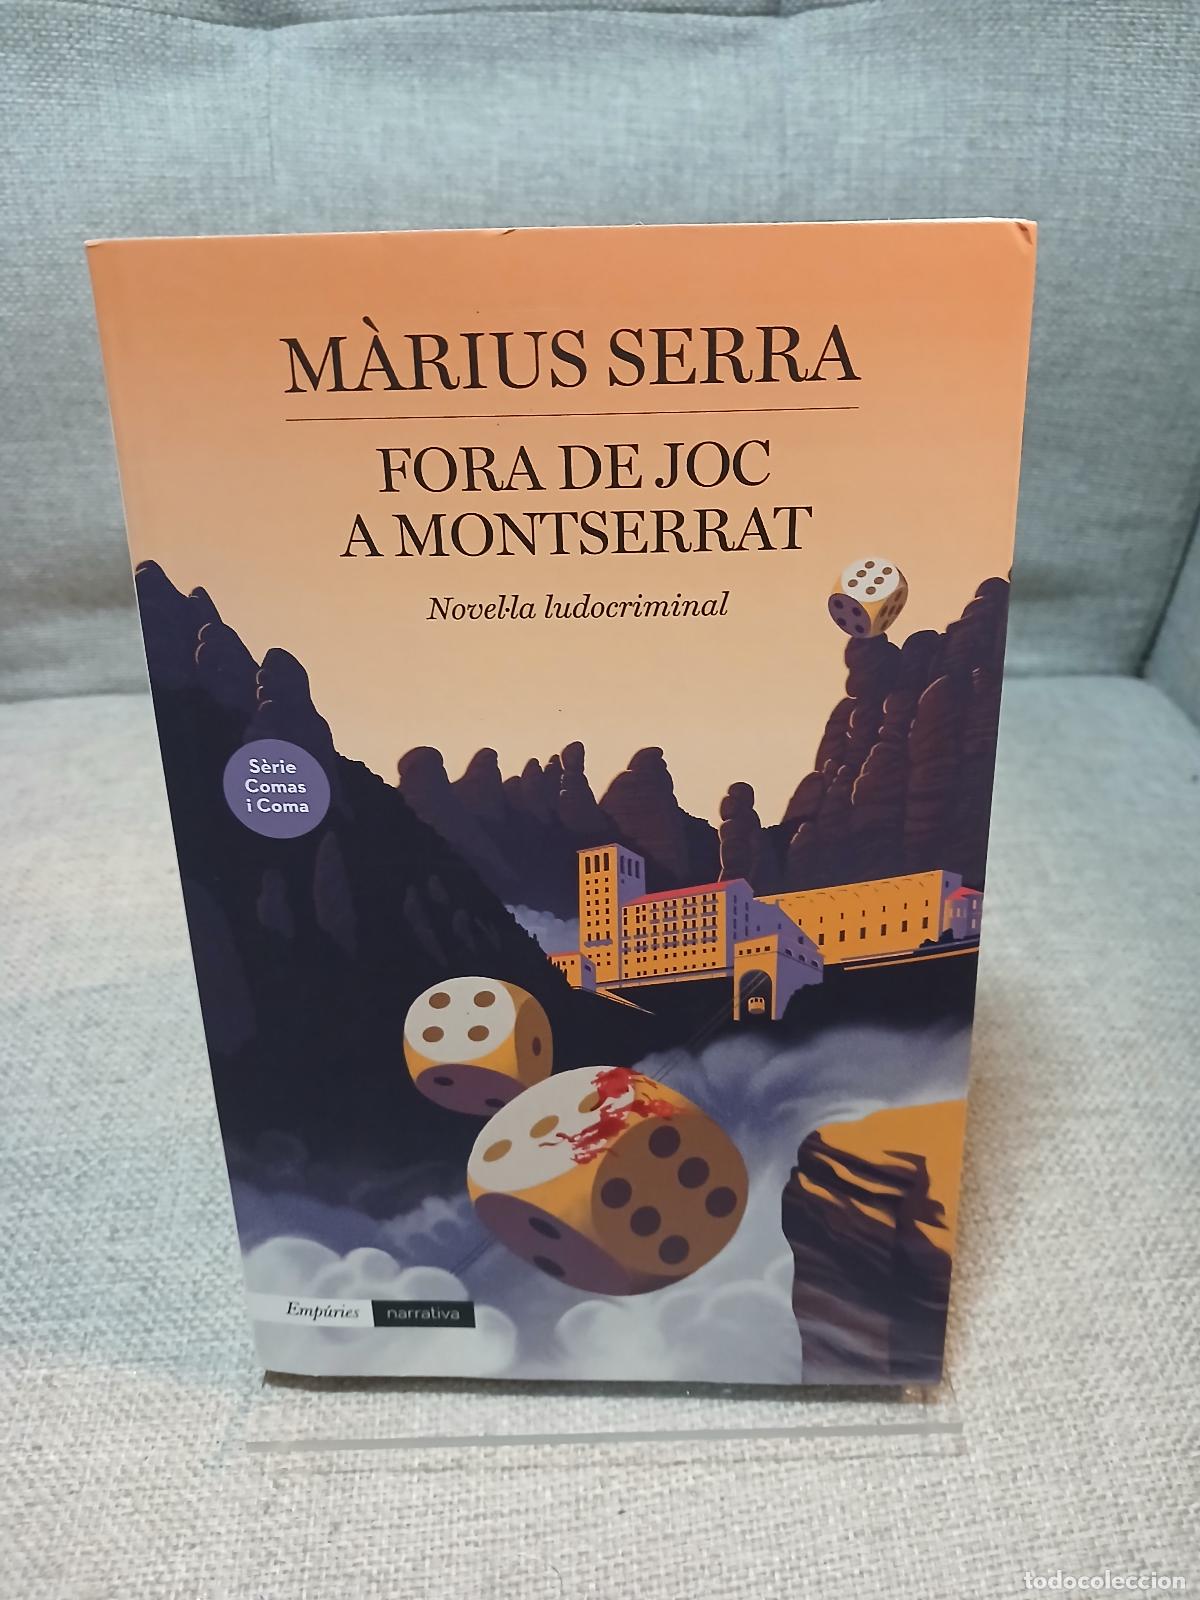 MÀRIUS SERRA
FORA DE JOC
A MONTSERRAT
Novel·la ludocriminal
Sèrie
Comas
i Coma
Empúries narrativa
todocoleccion